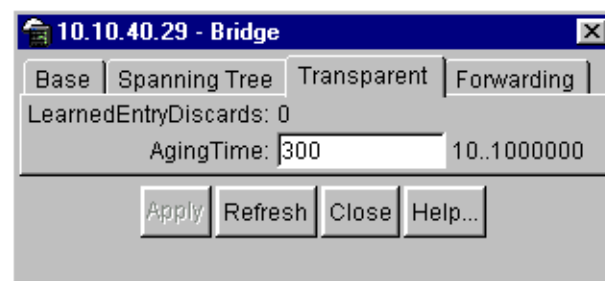 10.10.40.29 - Bridge
Base Spanning Tree Transparent Forwarding
LearnedEntryDiscards: 0
AgingTime: 300 10..1000000
Apply Refresh Close Help...